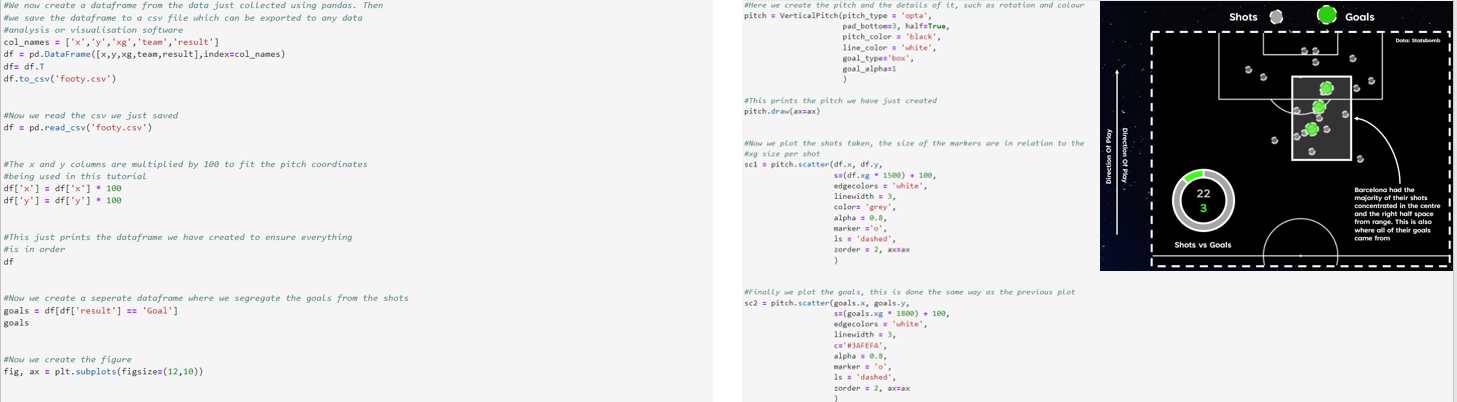 #We now create a dataframe from the data just collected using pandas. Then
#we save the dataframe to a csv file which can be exported to any data
#analysis or visualisation software
col_names = ['x','y','xg','team','result']
df = pd.DataFrame([x,y,xg,team,result],index=col_names)
df= df.T
df.to_csv('footy.csv')
#Now we read the csv we just saved
df = pd.read_csv('footy.csv')
#The x and y columns are multiplied by 100 to fit the pitch coordinates
#being used in this tutorial
df['x'] = df['x'] * 100
df['y'] = df['y'] * 100
#This just prints the dataframe we have created to ensure everything
#is in order
df
#Now we create a seperate dataframe where we segregate the goals from the shots
goals = df[df['result'] == 'Goal']
goals
#Now we create the figure
fig, ax = plt.subplots(figsize=(12,10))
#Here we create the pitch and the details of it, such as rotation and colour
pitch = VerticalPitch(pitch_type = 'opta',
pad_bottom=3, half=True,
pitch_color = 'black',
line_color = 'white',
goal_type='box',
goal_alpha=1
)
#This prints the pitch we have just created
pitch.draw(ax=ax)
#Now we plot the shots taken, the size of the markers are in relation to the
#xg size per shot
sc1 = pitch.scatter(df.x, df.y,
s=(df.xg * 1500) + 100,
edgecolors = 'white',
linewidth = 3,
color= 'grey',
alpha = 0.8,
marker ='o',
ls = 'dashed',
zorder = 2, ax=ax
)
#Finally we plot the goals, this is done the same way as the previous plot
sc2 = pitch.scatter(goals.x, goals.y,
s=(goals.xg * 1800) + 100,
edgecolors = 'white',
linewidth = 3,
c='#3AFEFA',
alpha = 0.8,
marker = 'o',
ls = 'dashed',
zorder = 2, ax=ax
)
Shots
Goals
Data: Statsbomb
Direction Of Play
Direction Of Play
22
3
Shots vs Goals
Barcelona had the
majority of their shots
concentrated in the centre
and the right half space
from range. This is also
where all of their goals
came from